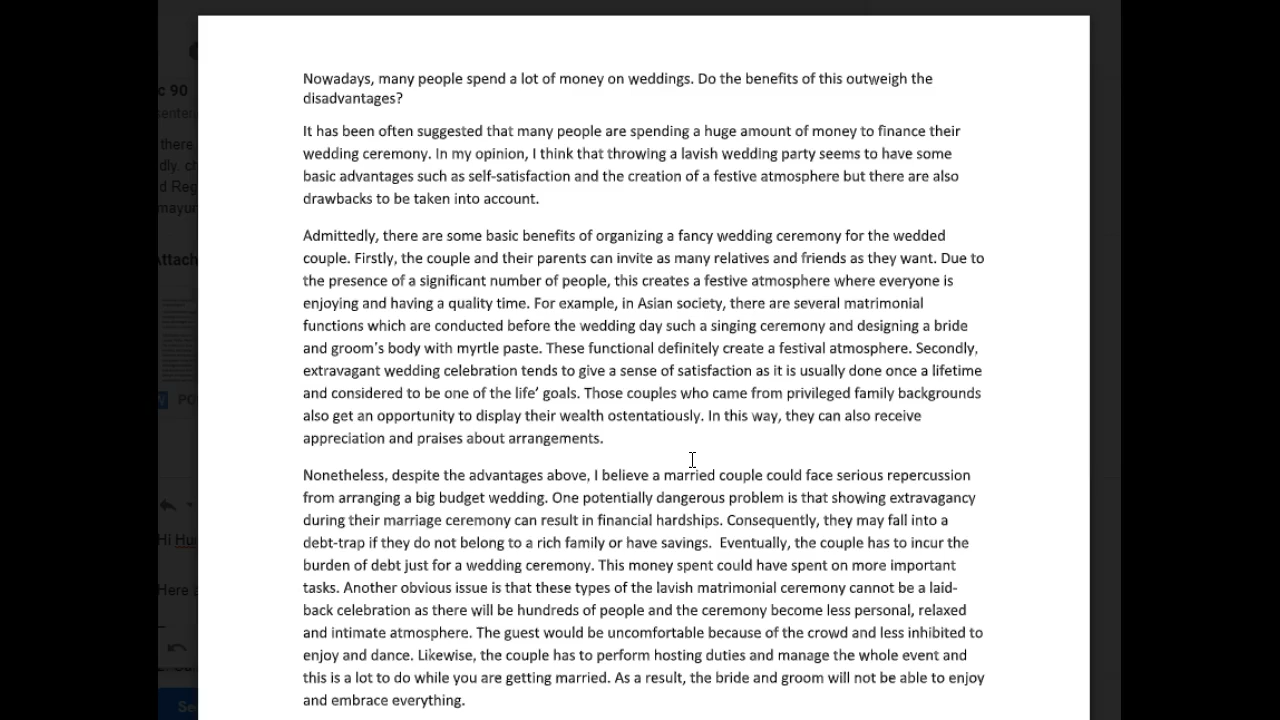 Nowadays, many people spend a lot of money on weddings. Do the benefits of this outweigh the
disadvantages?
It has been often suggested that many people are spending a huge amount of money to finance their
wedding ceremony. In my opinion, I think that throwing a lavish wedding party seems to have some
basic advantages such as self-satisfaction and the creation of a festive atmosphere but there are also
drawbacks to be taken into account.
Admittedly, there are some basic benefits of organizing a fancy wedding ceremony for the wedded
couple. Firstly, the couple and their parents can invite as many relatives and friends as they want. Due to
the presence of a significant number of people, this creates a festive atmosphere where everyone is
enjoying and having a quality time. For example, in Asian society, there are several matrimonial
functions which are conducted before the wedding day such a singing ceremony and designing a bride
and groom's body with myrtle paste. These functional definitely create a festival atmosphere. Secondly,
extravagant wedding celebration tends to give a sense of satisfaction as it is usually done once a lifetime
and considered to be one of the life' goals. Those couples who came from privileged family backgrounds
also get an opportunity to display their wealth ostentatiously. In this way, they can also receive
appreciation and praises about arrangements.
Nonetheless, despite the advantages above, I believe a married couple could face serious repercussion
from arranging a big budget wedding. One potentially dangerous problem is that showing extravagancy
during their marriage ceremony can result in financial hardships. Consequently, they may fall into a
debt-trap if they do not belong to a rich family or have savings.  Eventually, the couple has to incur the
burden of debt just for a wedding ceremony. This money spent could have spent on more important
tasks. Another obvious issue is that these types of the lavish matrimonial ceremony cannot be a laid-
back celebration as there will be hundreds of people and the ceremony become less personal, relaxed
and intimate atmosphere. The guest would be uncomfortable because of the crowd and less inhibited to
enjoy and dance. Likewise, the couple has to perform hosting duties and manage the whole event and
this is a lot to do while you are getting married. As a result, the bride and groom will not be able to enjoy
and embrace everything.
c 90
there
dly. ch
d Reg
mayur
Attach
Hi Hu
Here a
Se